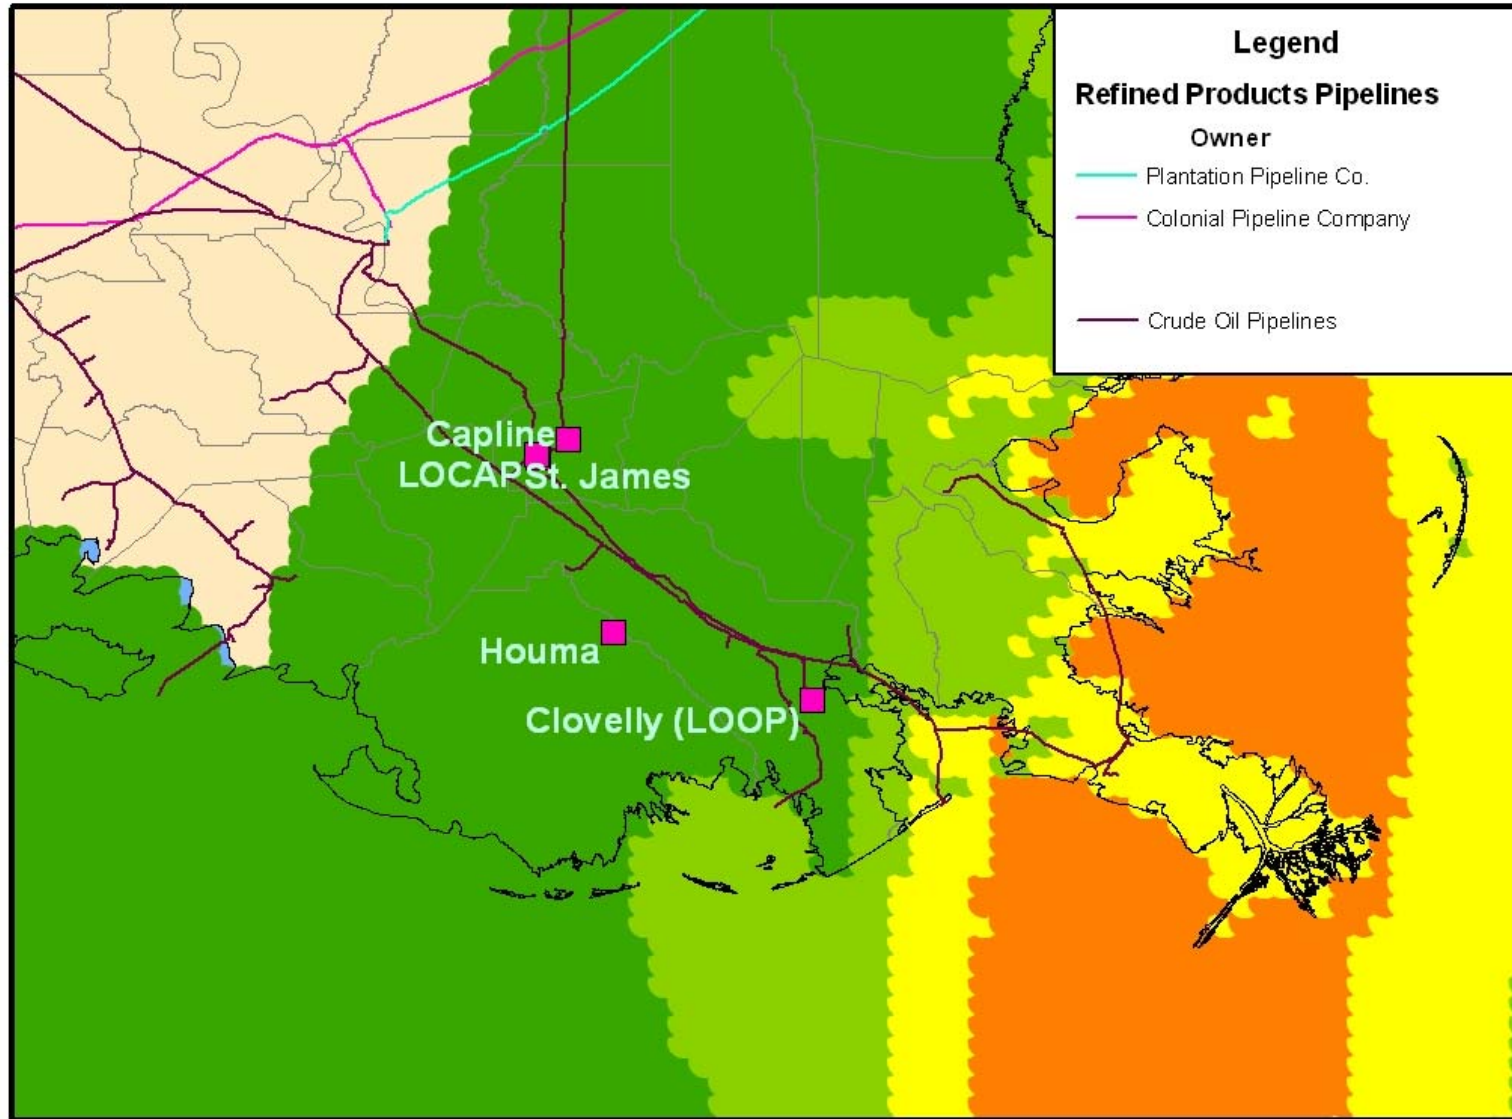 Legend
Refined Products Pipelines
Owner
Plantation Pipeline Co.
Colonial Pipeline Company
Crude Oil Pipelines
Capline
LOCAPSt. James
Houma
Clovelly (LOOP)